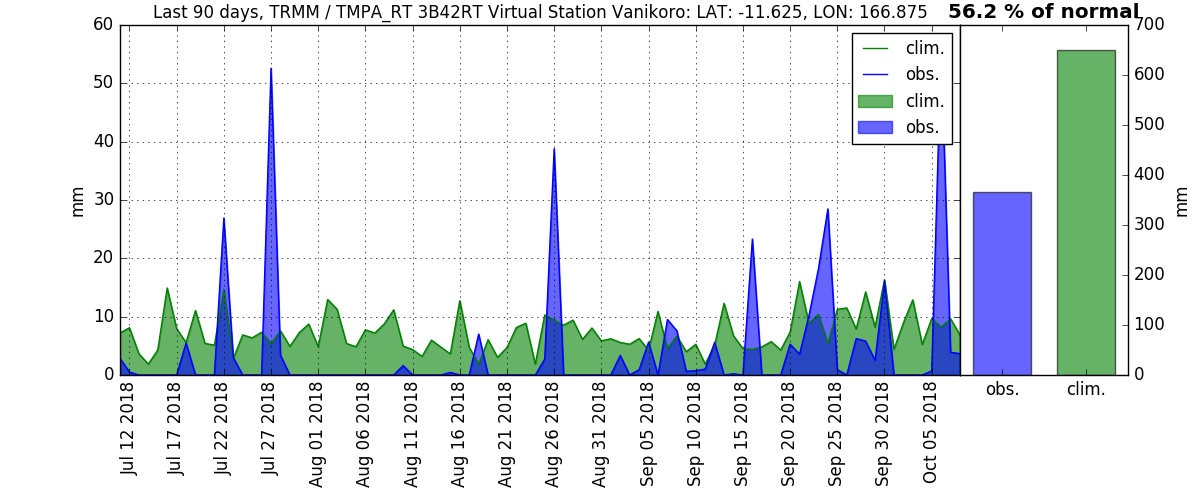 Last 90 days, TRMM / TMPA_RT 3B42RT Virtual Station Vanikoro: LAT: -11.625, LON: 166.875
56.2 % of normal
60
50
40
30
20
10
0
mm
clim.
obs.
clim.
obs.
Jul 12 2018
Jul 17 2018
Jul 22 2018
Jul 27 2018
Aug 01 2018
Aug 06 2018
Aug 11 2018
Aug 16 2018
Aug 21 2018
Aug 26 2018
Aug 31 2018
Sep 05 2018
Sep 10 2018
Sep 15 2018
Sep 20 2018
Sep 25 2018
Sep 30 2018
Oct 05 2018
700
600
500
400
300
200
100
0
mm
obs.
clim.